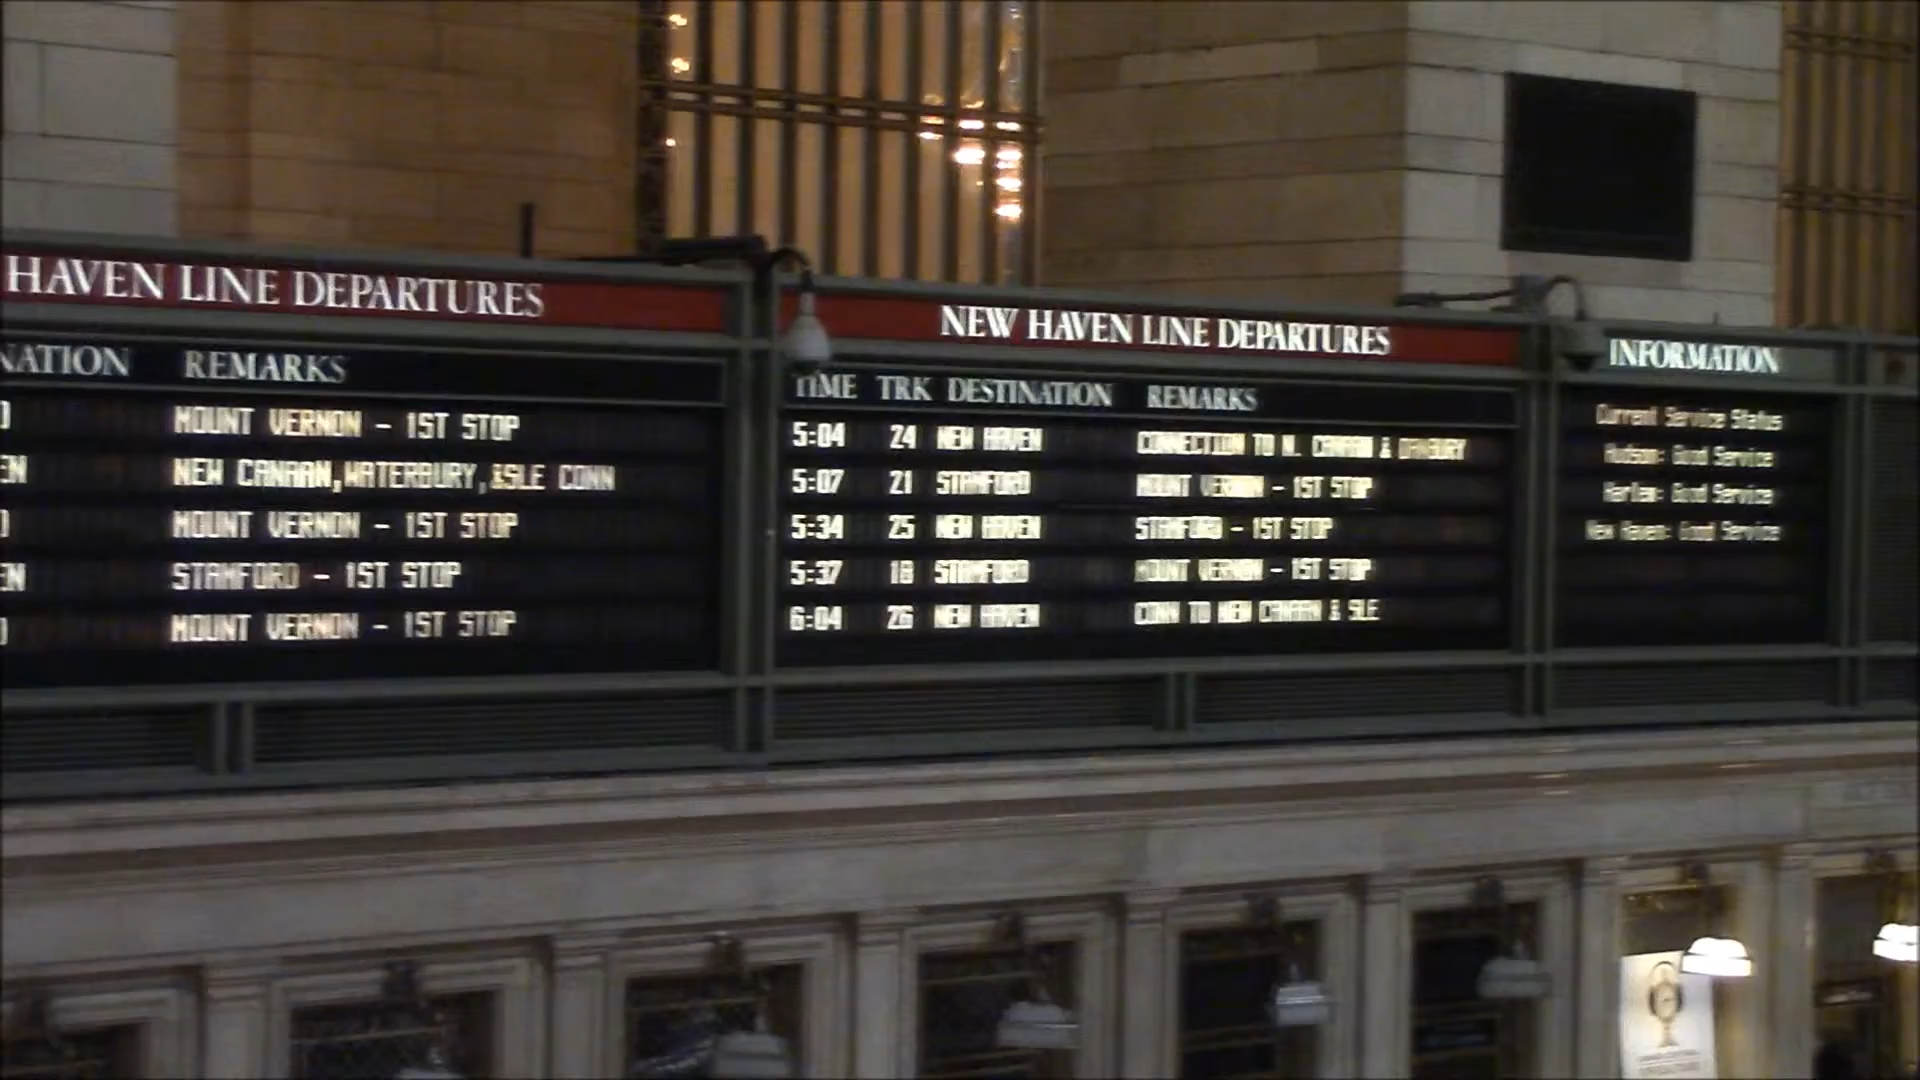 HAVEN LINE DEPARTURES
NATION REMARKS
MOUNT VERNON - 1ST STOP
EN NEW CANAAN, WATERBURY, &SLE CONN
MOUNT VERNON - 1ST STOP
EN STAMFORD - 1ST STOP
MOUNT VERNON - 1ST STOP
NEW HAVEN LINE DEPARTURES
TIME TRK DESTINATION REMARKS
5:04 24 NEW HAVEN CONNECTION TO N. CANAAN & DANBURY
5:07 21 STAMFORD MOUNT VERNON - 1ST STOP
5:34 25 NEW HAVEN STAMFORD - 1ST STOP
5:37 18 STAMFORD MOUNT VERNON - 1ST STOP
6:04 26 NEW HAVEN CONN TO NEW CANAAN & SLE
INFORMATION
Current Service Status
Hudson: Good Service
Harlem: Good Service
New Haven: Good Service